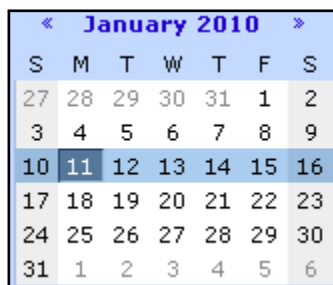 « January 2010 »
S M T W T F S
27 28 29 30 31 1 2
3 4 5 6 7 8 9
10 11 12 13 14 15 16
17 18 19 20 21 22 23
24 25 26 27 28 29 30
31 1 2 3 4 5 6